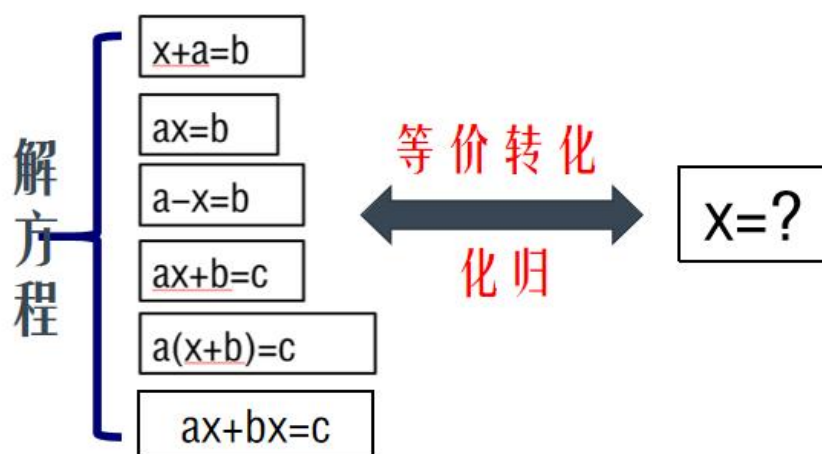 解方程
x+a=b
ax=b
a-x=b
ax+b=c
a(x+b)=c
ax+bx=c
等价转化
化归
x=?